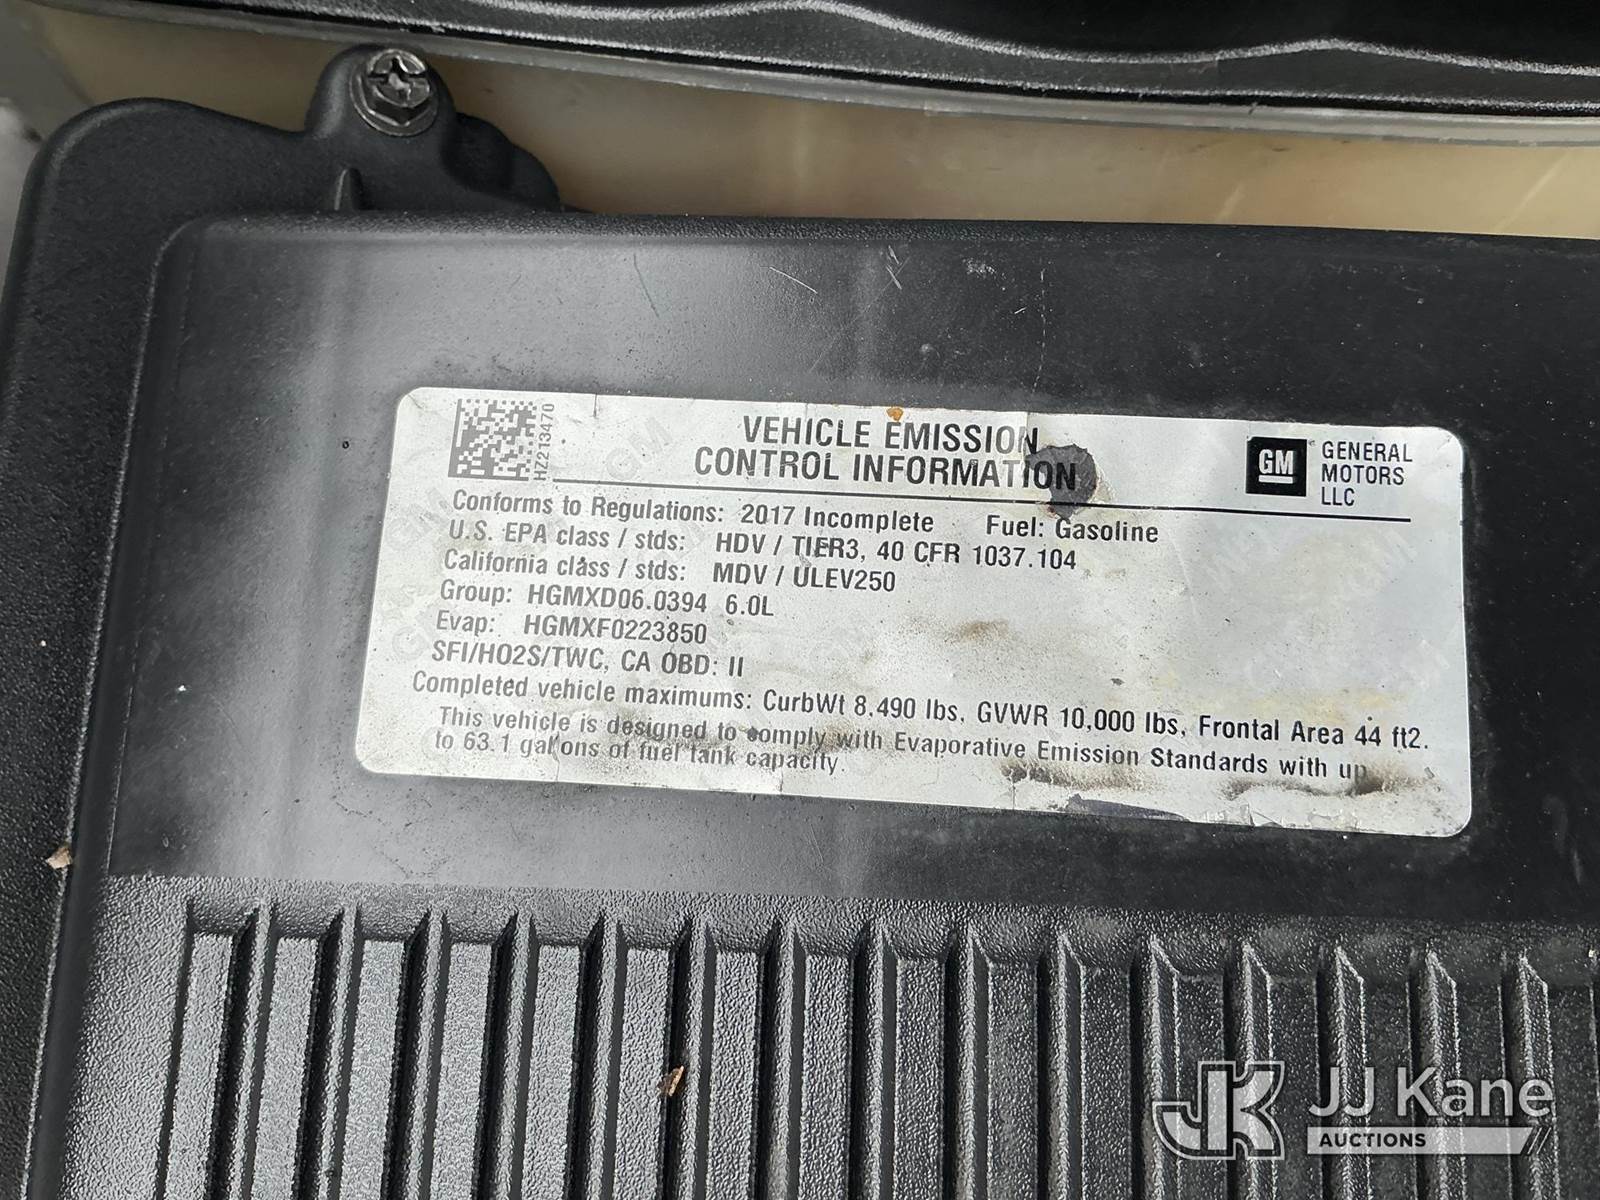 HZ213470
VEHICLE EMISSION
CONTROL INFORMATION
GM
GENERAL
MOTORS
LLC
Conforms to Regulations: 2017 Incomplete Fuel: Gasoline
U.S. EPA class / stds: HDV / TIER3, 40 CFR 1037.104
California class / stds: MDV / ULEV250
Group: HGMXD06.0394 6.0L
Evap: HGMXF0223850
SFI/HO2S/TWC, CA OBD: II
Completed vehicle maximums: CurbWt 8,490 lbs, GVWR 10,000 lbs, Frontal Area 44 ft2.
This vehicle is designed to comply with Evaporative Emission Standards with up
to 63.1 gallons of fuel tank capacity.
JK JJ Kane
AUCTIONS